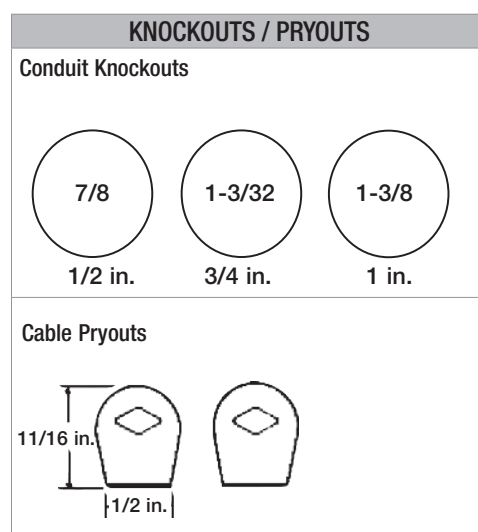 KNOCKOUTS / PRYOUTS
Conduit Knockouts
7/8 1-3/32 1-3/8
1/2 in. 3/4 in. 1 in.
Cable Pryouts
11/16 in.
1/2 in.